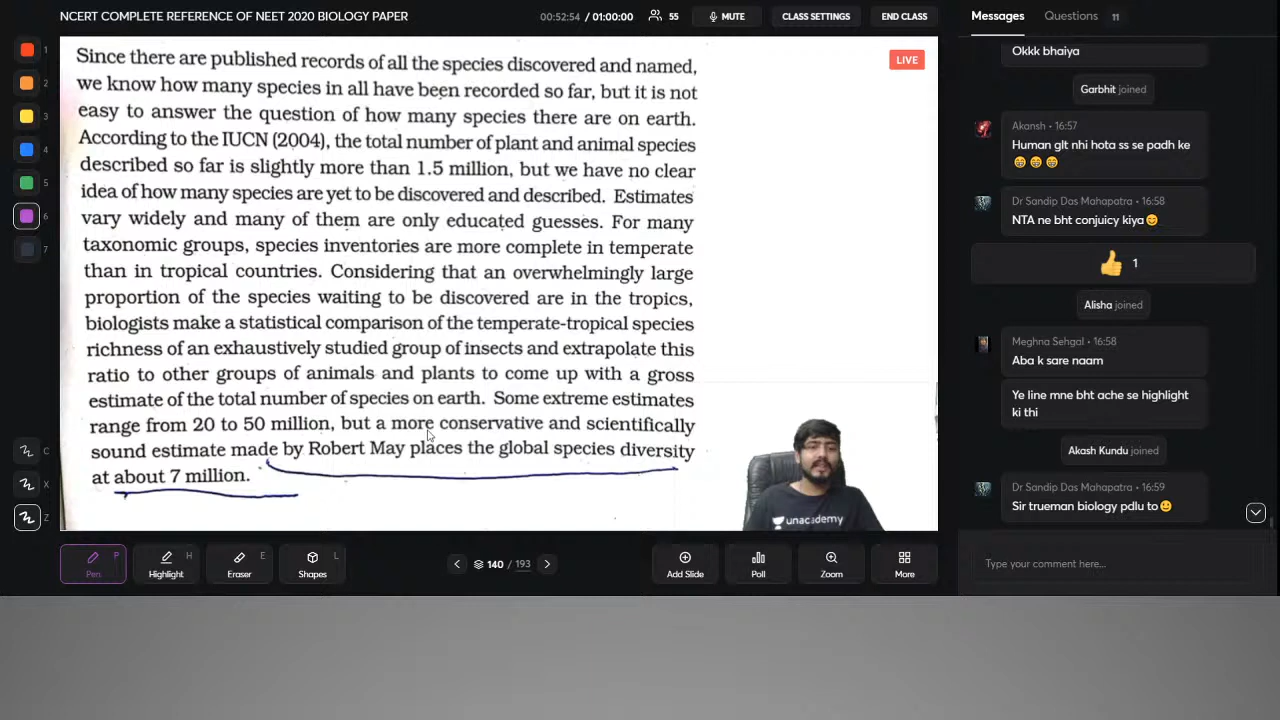 NCERT COMPLETE REFERENCE OF NEET 2020 BIOLOGY PAPER
00:52:54 / 01:00:00
55
MUTE
CLASS SETTINGS
END CLASS
Messages
Questions 11
1
2
3
4
5
6
7
C
X
Z
LIVE
Since there are published records of all the species discovered and named,
we know how many species in all have been recorded so far, but it is not
easy to answer the question of how many species there are on earth.
According to the IUCN (2004), the total number of plant and animal species
described so far is slightly more than 1.5 million, but we have no clear
idea of how many species are yet to be discovered and described. Estimates
vary widely and many of them are only educated guesses. For many
taxonomic groups, species inventories are more complete in temperate
than in tropical countries. Considering that an overwhelmingly large
proportion of the species waiting to be discovered are in the tropics,
biologists make a statistical comparison of the temperate-tropical species
richness of an exhaustively studied group of insects and extrapolate this
ratio to other groups of animals and plants to come up with a gross
estimate of the total number of species on earth. Some extreme estimates
range from 20 to 50 million, but a more conservative and scientifically
sound estimate made by Robert May places the global species diversity
at about 7 million.
unacademy
Okkk bhaiya
Garbhit joined
Akansh • 16:57
Human glt nhi hota ss se padh ke
😆 😆 😆
Dr Sandip Das Mahapatra • 16:58
NTA ne bht conjuicy kiya😊
👍 1
Alisha joined
Meghna Sehgal • 16:58
Aba k sare naam
Ye line mne bht ache se highlight
ki thi
Akash Kundu joined
Dr Sandip Das Mahapatra • 16:59
Sir trueman biology pdlu to🙂
Type your comment here...
Pen P
Highlight H
Eraser E
Shapes L
140 / 193
Add Slide
Poll
Zoom
More